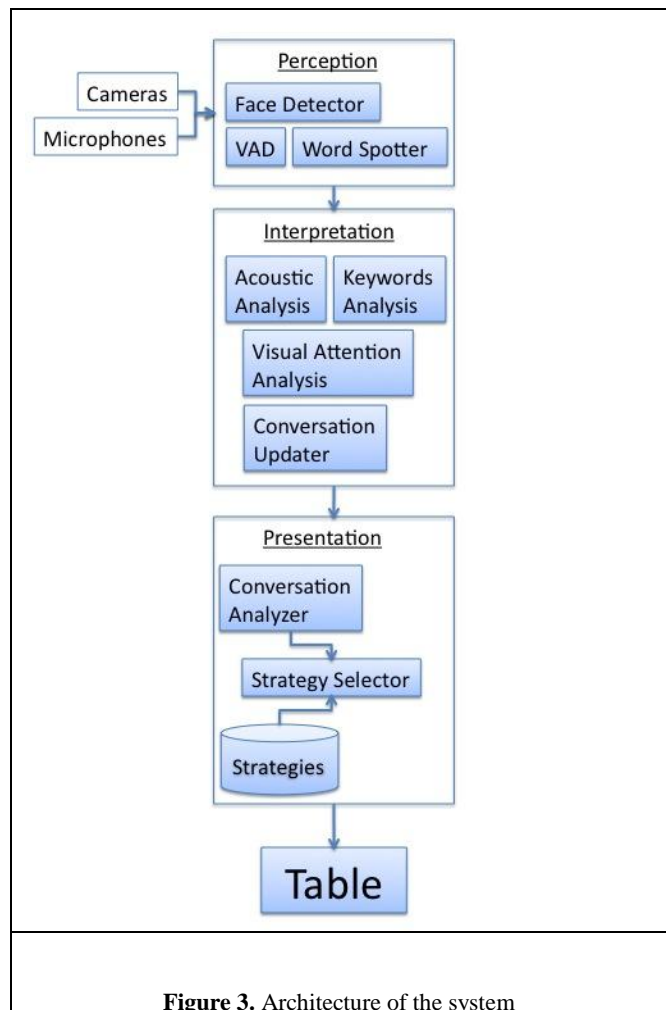 Perception
Cameras
Face Detector
Microphones
VAD
Word Spotter
Interpretation
Acoustic
Analysis
Keywords
Analysis
Visual Attention
Analysis
Conversation
Updater
Presentation
Conversation
Analyzer
Strategy Selector
Strategies
Table
Figure 3. Architecture of the system